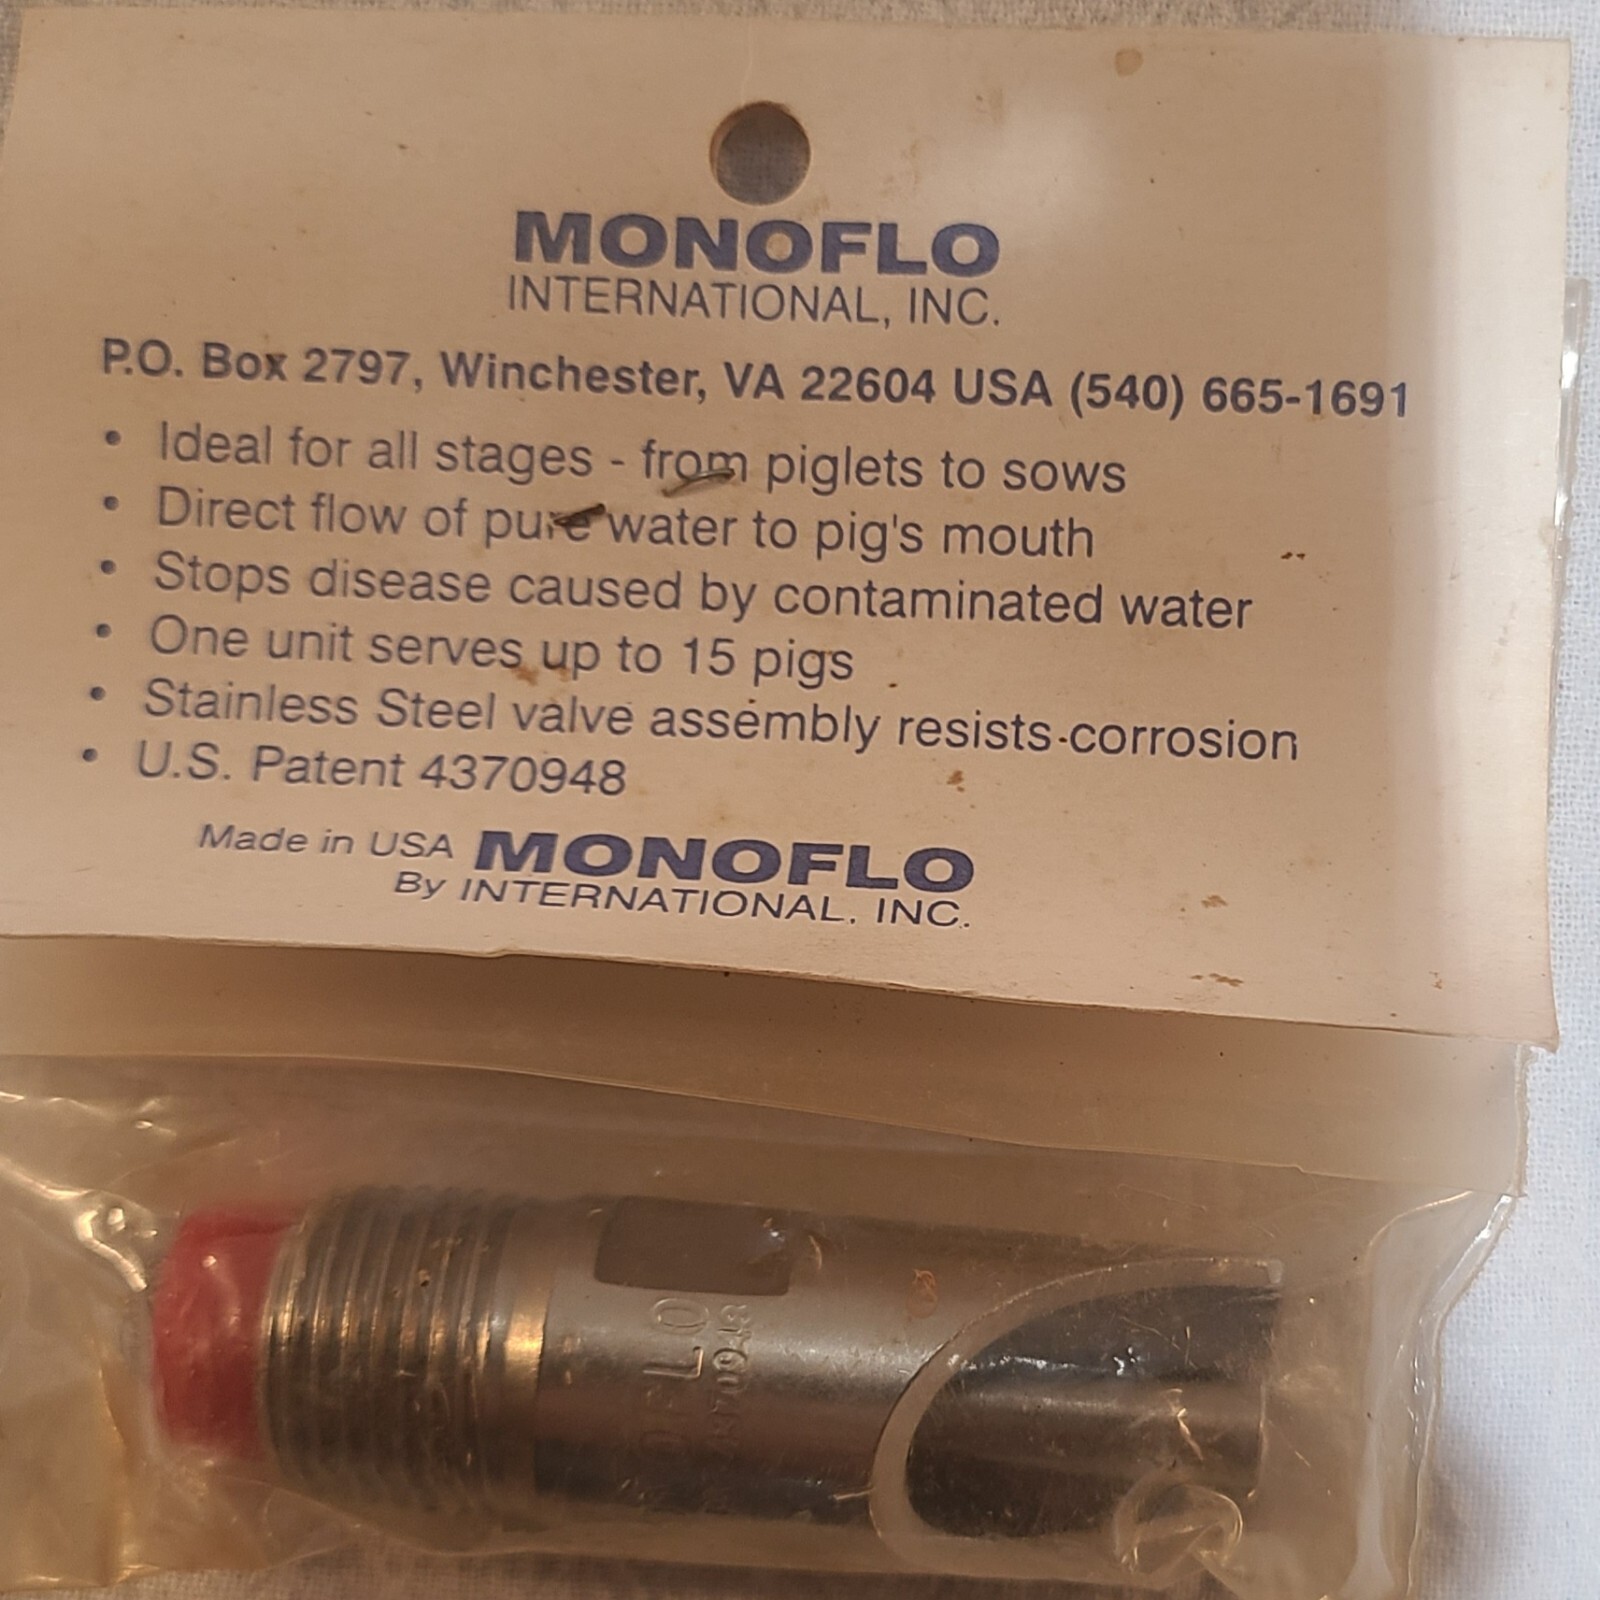 MONOFLO
INTERNATIONAL, INC.
P.O. Box 2797, Winchester, VA 22604 USA (540) 665-1691
• Ideal for all stages - from piglets to sows
• Direct flow of pure water to pig's mouth
• Stops disease caused by contaminated water
• One unit serves up to 15 pigs
• Stainless Steel valve assembly resists corrosion
• U.S. Patent 4370948
Made in USA MONOFLO
By INTERNATIONAL, INC.